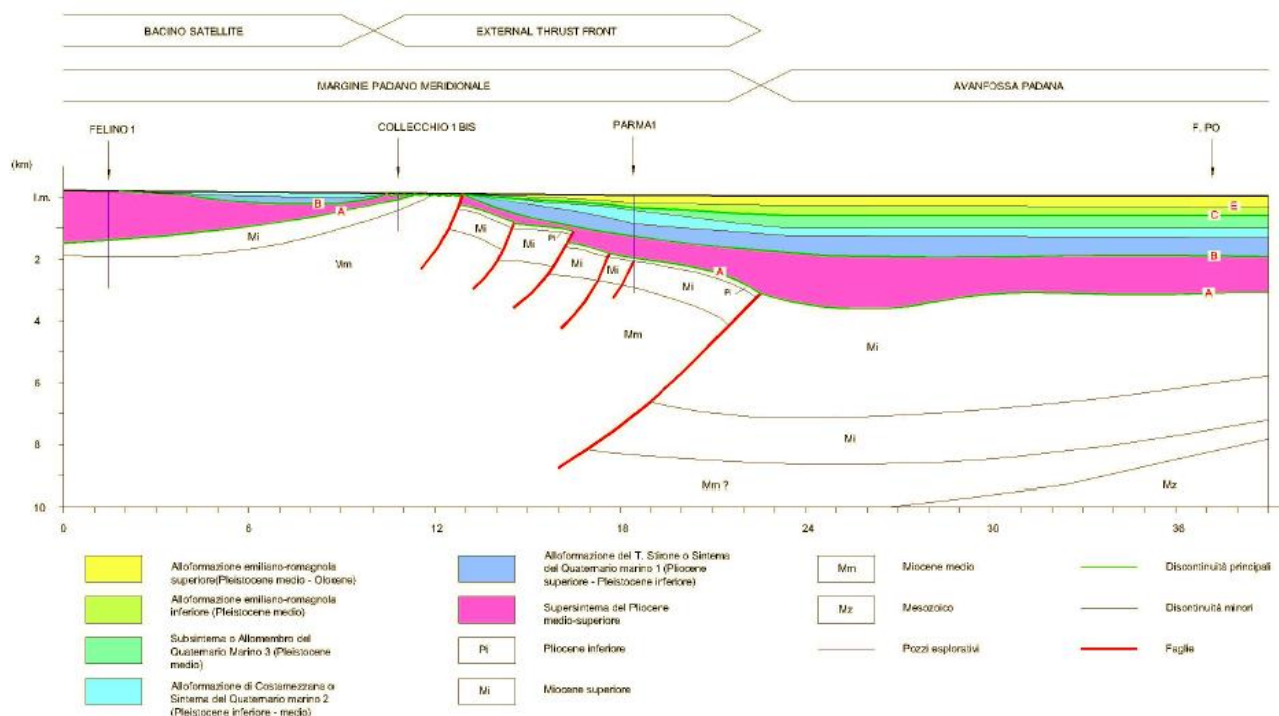 BACINO SATELLITE
EXTERNAL THRUST FRONT
MARGINIE PADANO MERIDIONALE
AVANFOSSA PADANA
FELINO 1
COLLECCHIO 1 BIS
PARMA1
F. PO
(km)
l.m.
2
4
6
8
10
0
6
12
18
24
30
36
B
A
Mi
Mm
Mi
Mi
Pi
Mi
Mi
Mi
A
Pi
Mm
E
C
B
A
Mi
Mi
Mm ?
Mz
Alloformazione emiliano-romagnola
superiore(Pleistocene medio - Olocene)
Alloformazione emiliano-romagnola
inferiore (Pleistocene medio)
Subsintema o Allomembro del
Quaternario Marino 3 (Pleistocene
medio)
Alloformazione di Costamezzana o
Sintema del Quaternario marino 2
(Pleistocene inferiore - medio)
Alloformazione del T. Stirone o Sintema
del Quaternario marino 1 (Pliocene
superiore - Pleistocene inferiore)
Supersintema del Pliocene
medio-superiore
Pi
Pliocene inferiore
Mi
Miocene superiore
Mm
Miocene medio
Mz
Mesozoico
Pozzi esplorativi
Discontinuità principali
Discontinuità minori
Faglie